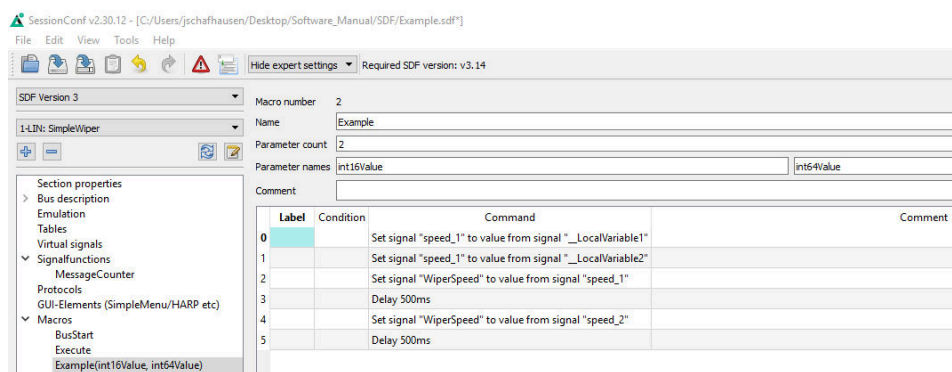 SessionConf v2.30.12 - [C:/Users/jschafhausen/Desktop/Software_Manual/SDF/Example.sdf*]
File Edit View Tools Help
Hide expert settings Required SDF version: v3.14
SDF Version 3
1-LIN: SimpleWiper
Section properties
Bus description
Emulation
Tables
Virtual signals
Signalfunctions
MessageCounter
Protocols
GUI-Elements (SimpleMenu/HARP etc)
Macros
BusStart
Execute
Example(int16Value, int64Value)
Macro number 2
Name Example
Parameter count 2
Parameter names int16Value int64Value
Comment
Label Condition Command Comment
0 Set signal "speed_1" to value from signal "__LocalVariable1"
1 Set signal "speed_1" to value from signal "__LocalVariable2"
2 Set signal "WiperSpeed" to value from signal "speed_1"
3 Delay 500ms
4 Set signal "WiperSpeed" to value from signal "speed_2"
5 Delay 500ms